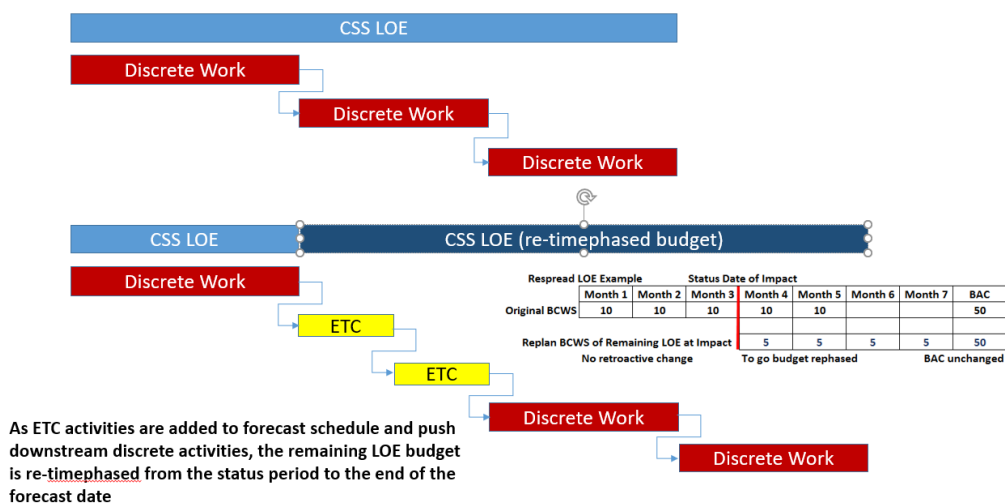 CSS LOE
Discrete Work
Discrete Work
Discrete Work
CSS LOE
CSS LOE (re-timephased budget)
Discrete Work
Respread LOE Example Status Date of Impact
Month 1 Month 2 Month 3 Month 4 Month 5 Month 6 Month 7 BAC
Original BCWS 10 10 10 10 10 50
Replan BCWS of Remaining LOE at Impact 5 5 5 5 50
No retroactive change To go budget rephased BAC unchanged
ETC
ETC
Discrete Work
Discrete Work
As ETC activities are added to forecast schedule and push
downstream discrete activities, the remaining LOE budget
is re-timephased from the status period to the end of the
forecast date